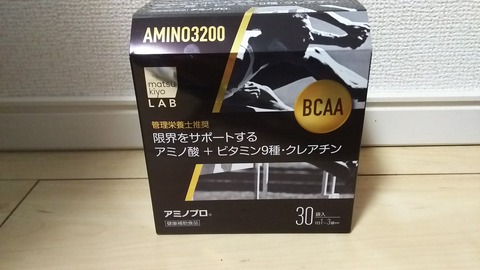 AMINO3200
matsu
kiyo
LAB
BCAA
管理栄養士推奨
限界をサポートする
アミノ酸 + ビタミン9種・クレアチン
アミノプロ®
健康補助食品
30 袋入